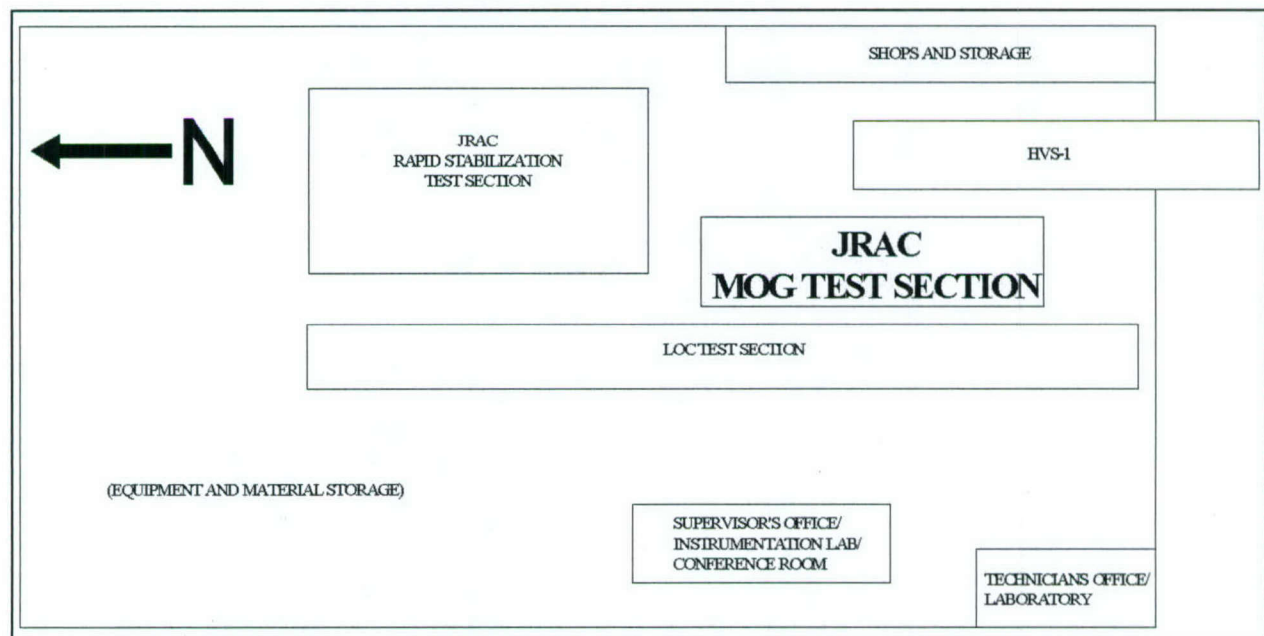 SHOPS AND STORAGE
N
JRAC
RAPID STABILIZATION
TEST SECTION
HVS-1
JRAC
MOG TEST SECTION
LOC TEST SECTION
(EQUIPMENT AND MATERIAL STORAGE)
SUPERVISOR'S OFFICE/
INSTRUMENTATION LAB/
CONFERENCE ROOM
TECHNICIANS OFFICE/
LABORATORY